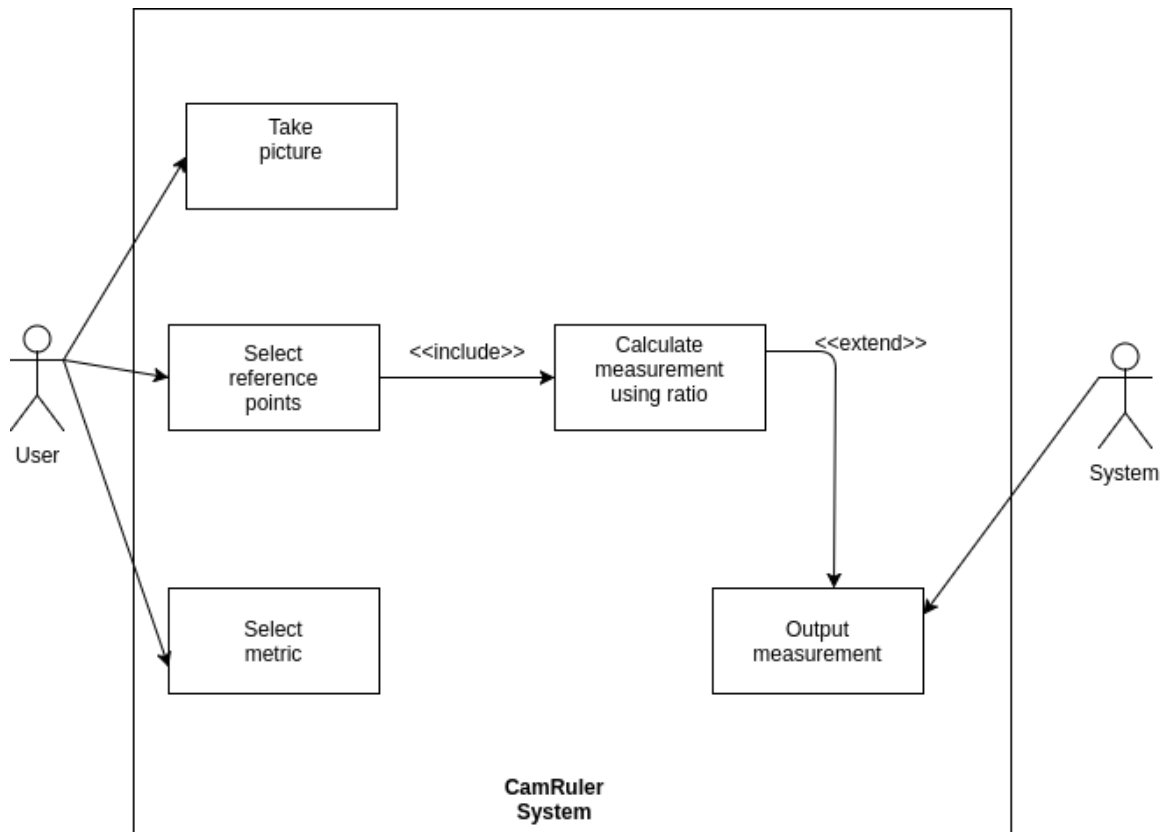 Take
picture
Select
reference
points
<<include>>
Calculate
measurement
using ratio
<<extend>>
User
System
Select
metric
Output
measurement
CamRuler
System